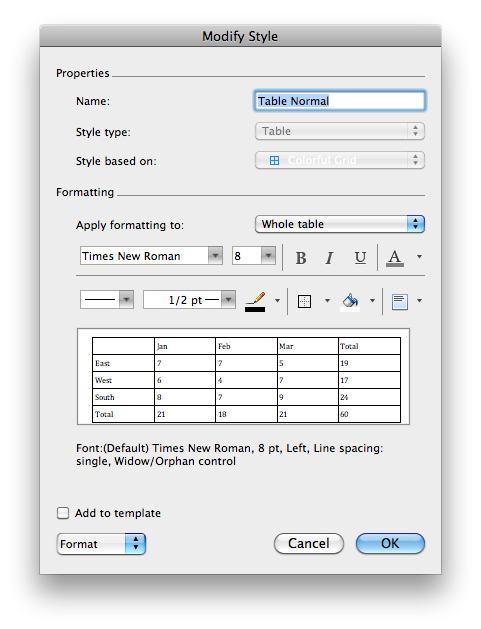 Modify Style
Properties
Name: Table Normal
Style type: Table
Style based on: Colorful Grid
Formatting
Apply formatting to: Whole table
Times New Roman 8 B I U A
1/2 pt
Jan Feb Mar Total
East 7 7 5 19
West 6 4 7 17
South 8 7 9 24
Total 21 18 21 60
Font:(Default) Times New Roman, 8 pt, Left, Line spacing:
single, Widow/Orphan control
Add to template
Format Cancel OK